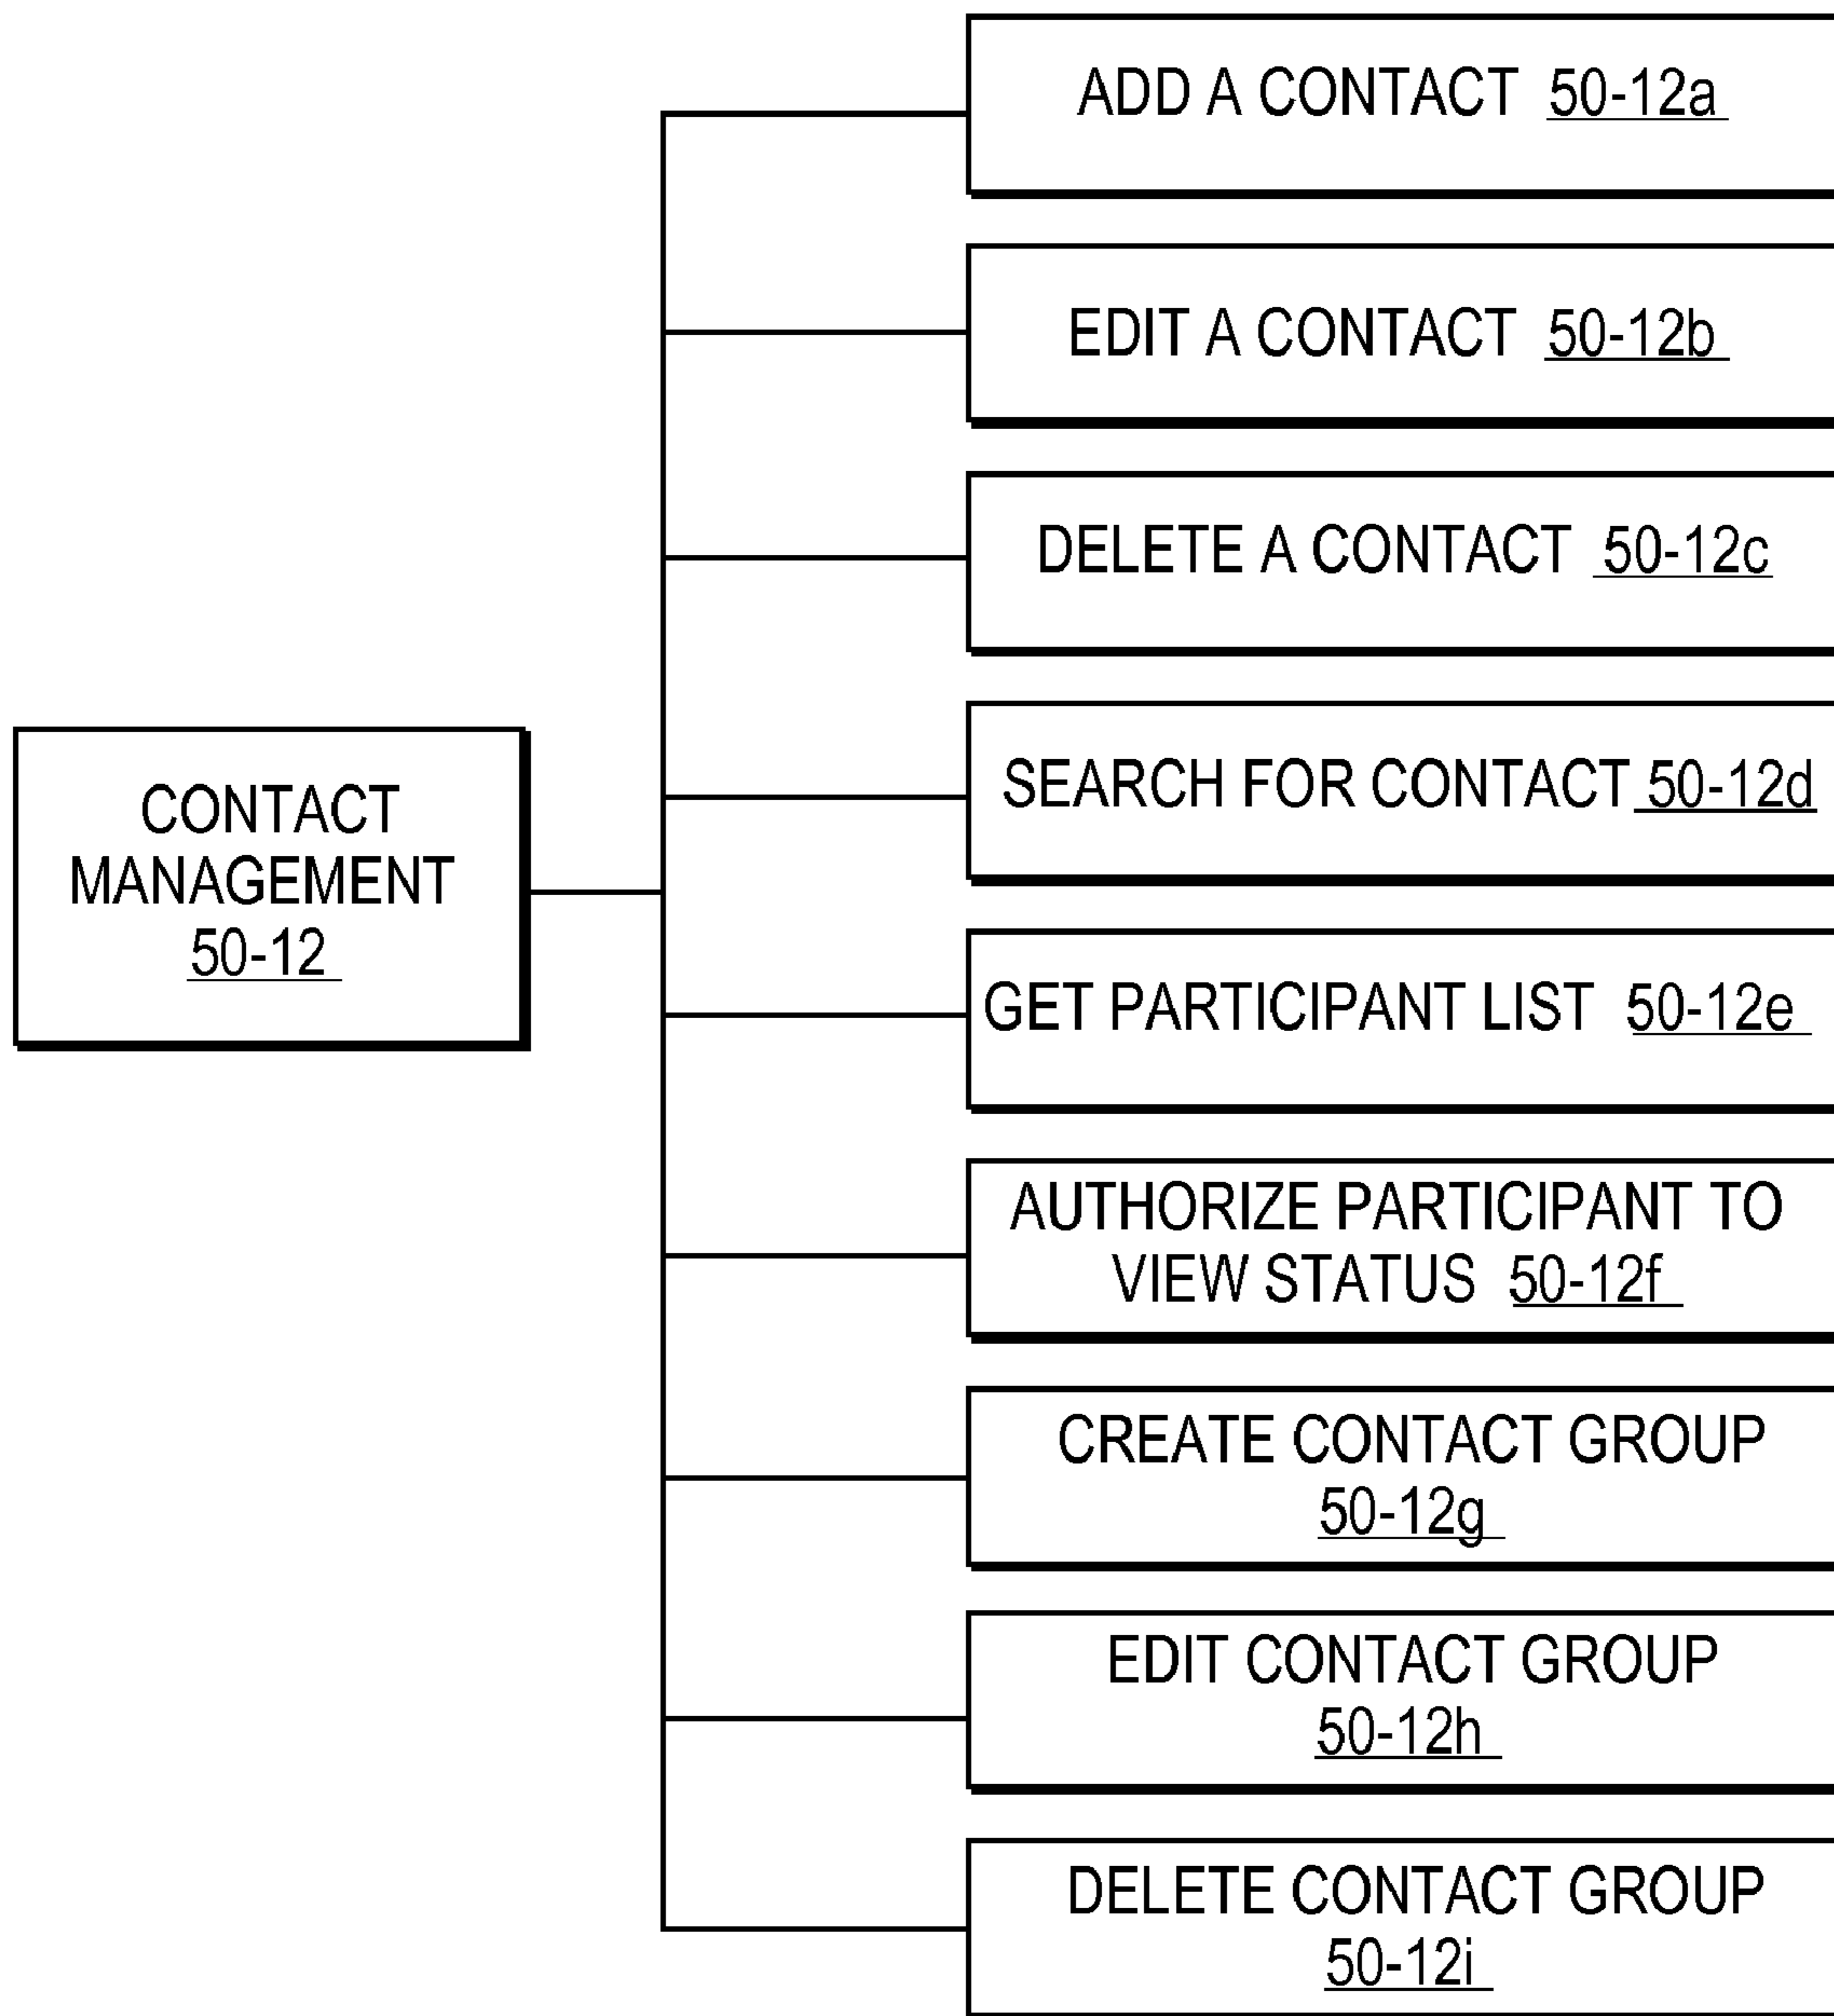 ADD A CONTACT 50-12a
EDIT A CONTACT 50-12b
DELETE A CONTACT 50-12c
SEARCH FOR CONTACT 50-12d
CONTACT
MANAGEMENT
50-12
GET PARTICIPANT LIST 50-12e
AUTHORIZE PARTICIPANT TO
VIEW STATUS 50-12f
CREATE CONTACT GROUP
50-12g
EDIT CONTACT GROUP
50-12h
DELETE CONTACT GROUP
50-12i